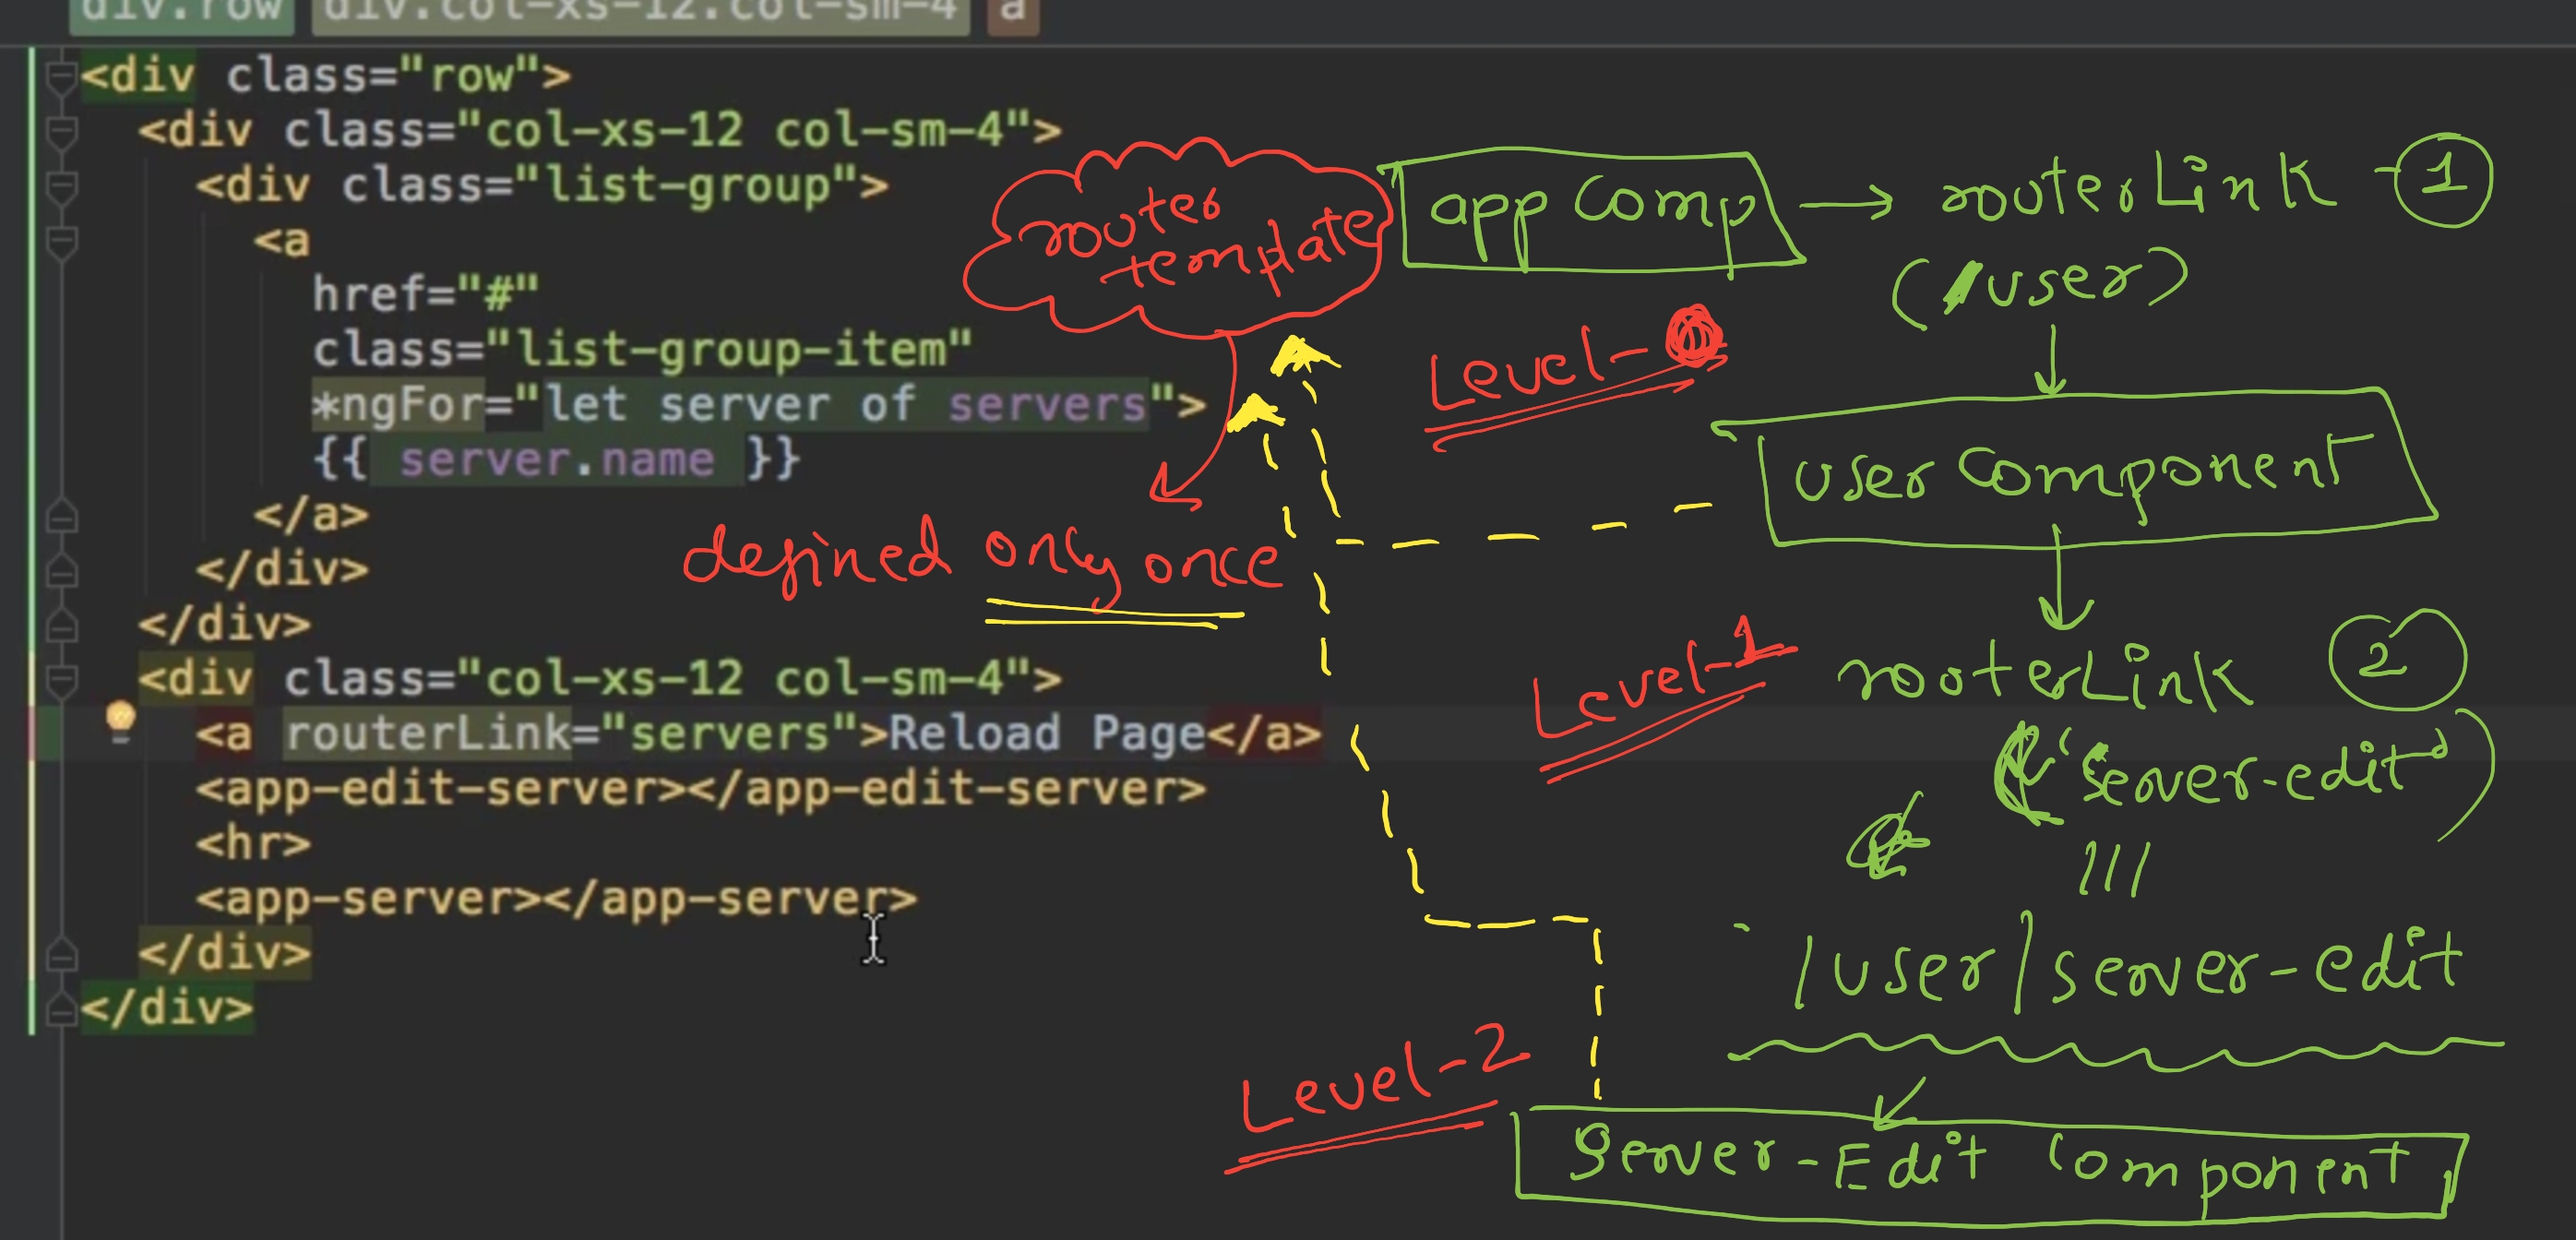 div.row div.col-xs-12.col-sm-4 a
<div class="row">
<div class="col-xs-12 col-sm-4">
<div class="list-group">
<a
href="#"
class="list-group-item"
*ngFor="let server of servers">
{{ server.name }}
</a>
</div>
</div>
<div class="col-xs-12 col-sm-4">
<a routerLink="servers">Reload Page</a>
<app-edit-server></app-edit-server>
<hr>
<app-server></app-server>
</div>
</div>
router
template
defined only once
app Comp → routerLink - 1
(/user)
Level-
user Component
Level-1
routerLink 2
('server-edit')
/user/server-edit
Level-2
Server-Edit Component